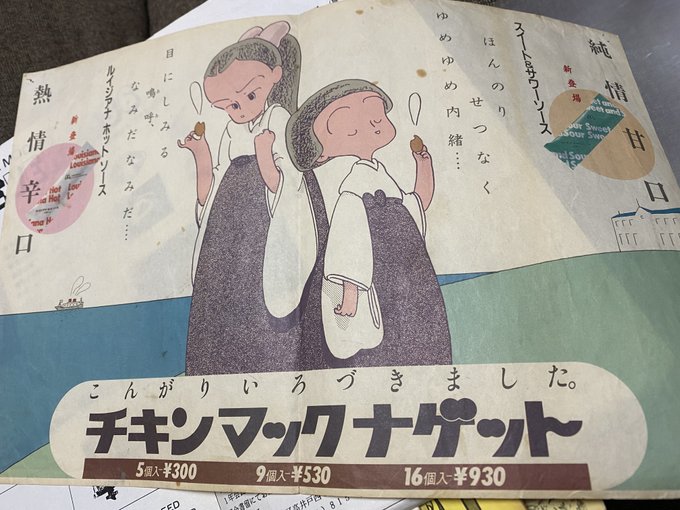 純情甘口
新登場
スイート&サワーソース
ほんのり
せつなく
ゆめゆめ内緒……
目にしみる
嗚呼、
なみだなみだ……
ルイジアナ ホットソース
新登場
熱情辛口
こんがりいろづきました。
チキンマックナゲット
5個入–¥300
9個入–¥530
16個入–¥930